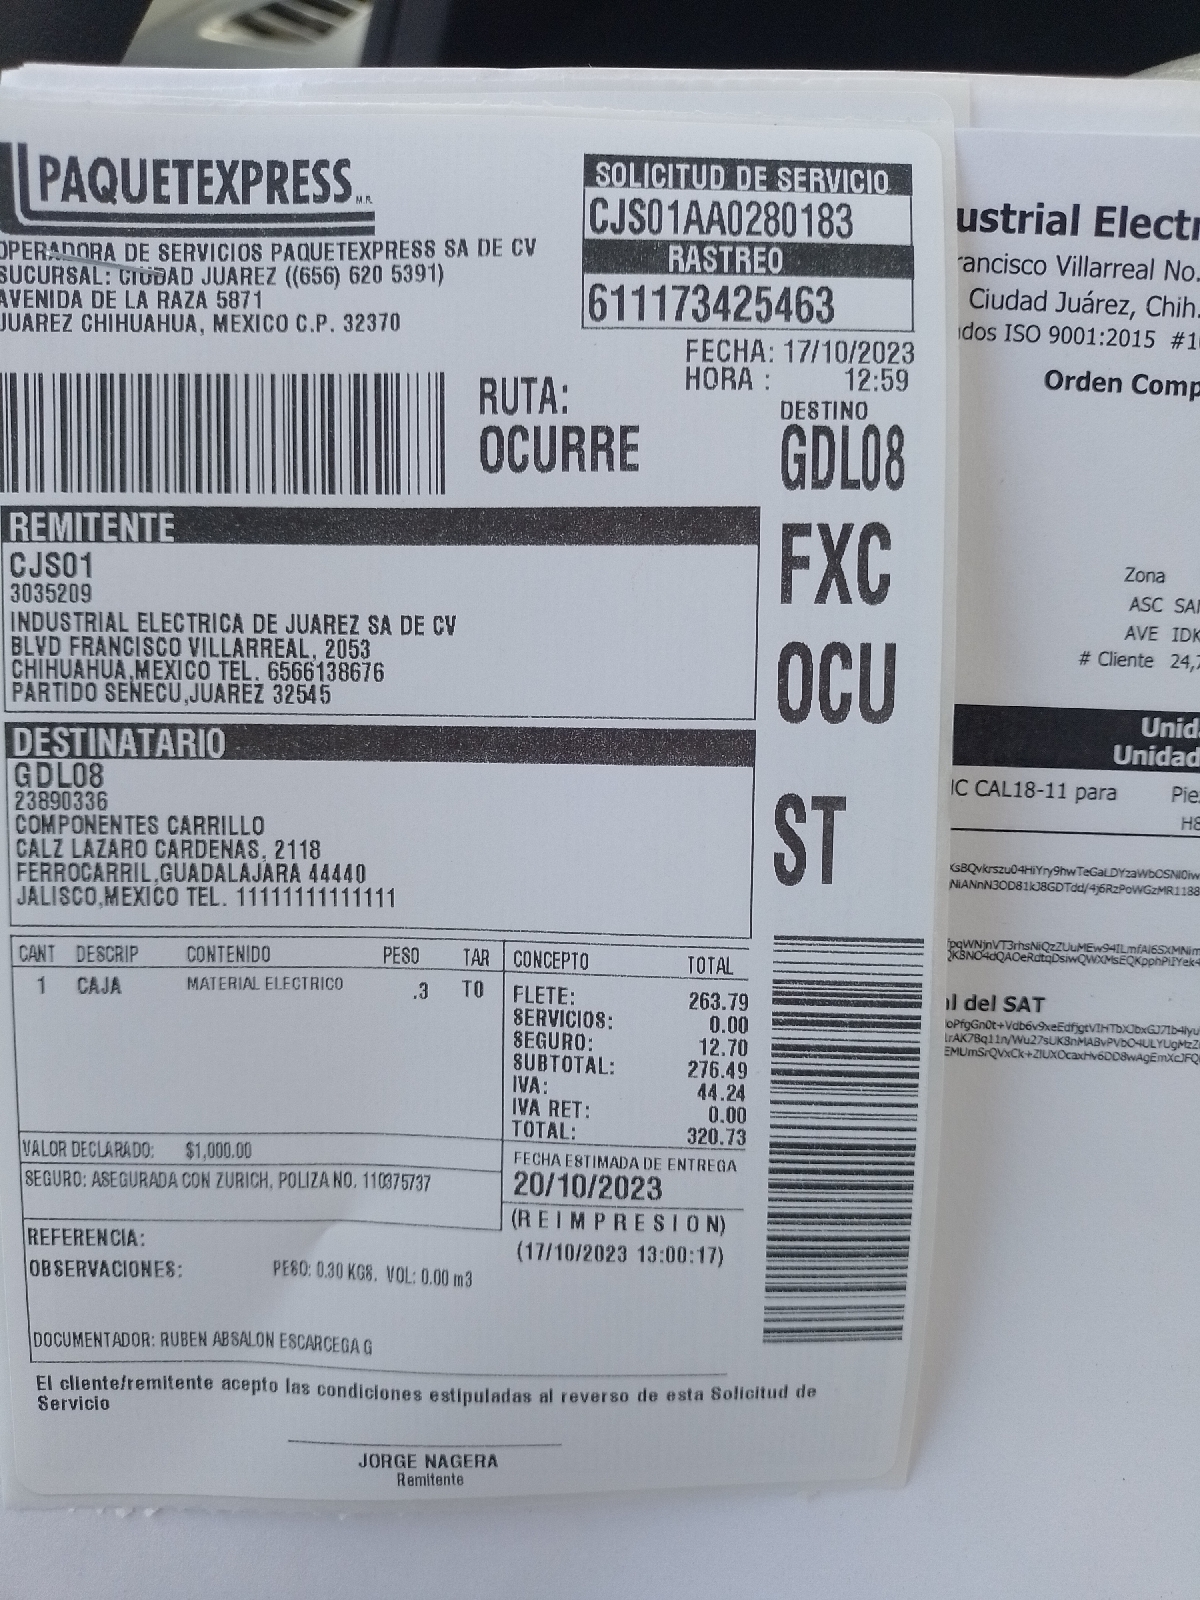 PAQUETEXPRESS M.R.
OPERADORA DE SERVICIOS PAQUETEXPRESS SA DE CV
SUCURSAL: CIUDAD JUAREZ ((656) 620 5391)
AVENIDA DE LA RAZA 5871
JUAREZ CHIHUAHUA, MEXICO C.P. 32370
SOLICITUD DE SERVICIO
CJS01AA0280183
RASTREO
611173425463
FECHA: 17/10/2023
HORA : 12:59
RUTA:
OCURRE
DESTINO
GDL08
FXC
OCU
ST
REMITENTE
CJS01
3035209
INDUSTRIAL ELECTRICA DE JUAREZ SA DE CV
BLVD FRANCISCO VILLARREAL, 2053
CHIHUAHUA,MEXICO TEL. 6566138676
PARTIDO SENECU,JUAREZ 32545
DESTINATARIO
GDL08
23890336
COMPONENTES CARRILLO
CALZ LAZARO CARDENAS, 2118
FERROCARRIL,GUADALAJARA 44440
JALISCO,MEXICO TEL. 11111111111111
CANT DESCRIP CONTENIDO PESO TAR
1 CAJA MATERIAL ELECTRICO .3 T0
CONCEPTO TOTAL
FLETE: 263.79
SERVICIOS: 0.00
SEGURO: 12.70
SUBTOTAL: 276.49
IVA: 44.24
IVA RET: 0.00
TOTAL: 320.73
VALOR DECLARADO: $1,000.00
SEGURO: ASEGURADA CON ZURICH, POLIZA NO. 110375737
FECHA ESTIMADA DE ENTREGA
20/10/2023
(REIMPRESION)
(17/10/2023 13:00:17)
REFERENCIA:
OBSERVACIONES: PESO: 0.30 KGS. VOL: 0.00 m3
DOCUMENTADOR: RUBEN ABSALON ESCARCEGA G
El cliente/remitente acepto las condiciones estipuladas al reverso de esta Solicitud de
Servicio
JORGE NAGERA
Remitente
ustrial Electr
rancisco Villarreal No.
Ciudad Juárez, Chih.
dos ISO 9001:2015 #1
Orden Comp
Zona
ASC SA
AVE IDK
# Cliente 24,7
Unid
Unidad
IC CAL18-11 para Pie
H8
l del SAT